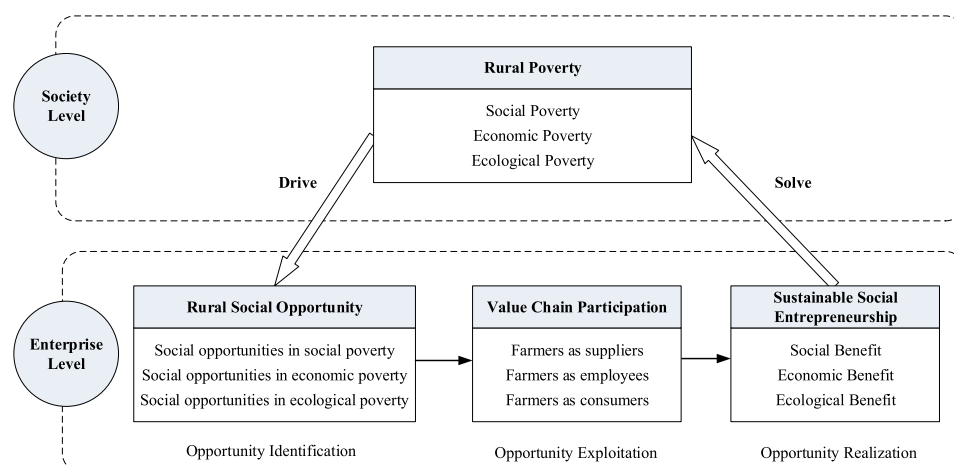 Rural Poverty
Society
Level
Social Poverty
Economic Poverty
Ecological Poverty
Drive
Solve
Rural Social Opportunity
Value Chain Participation
Sustainable Social
Entrepreneurship
Enterprise
Level
Social opportunities in social poverty
Social opportunities in economic poverty
Social opportunities in ecological poverty
Farmers as suppliers
Farmers as employees
Farmers as consumers
Social Benefit
Economic Benefit
Ecological Benefit
Opportunity Identification
Opportunity Exploitation
Opportunity Realization